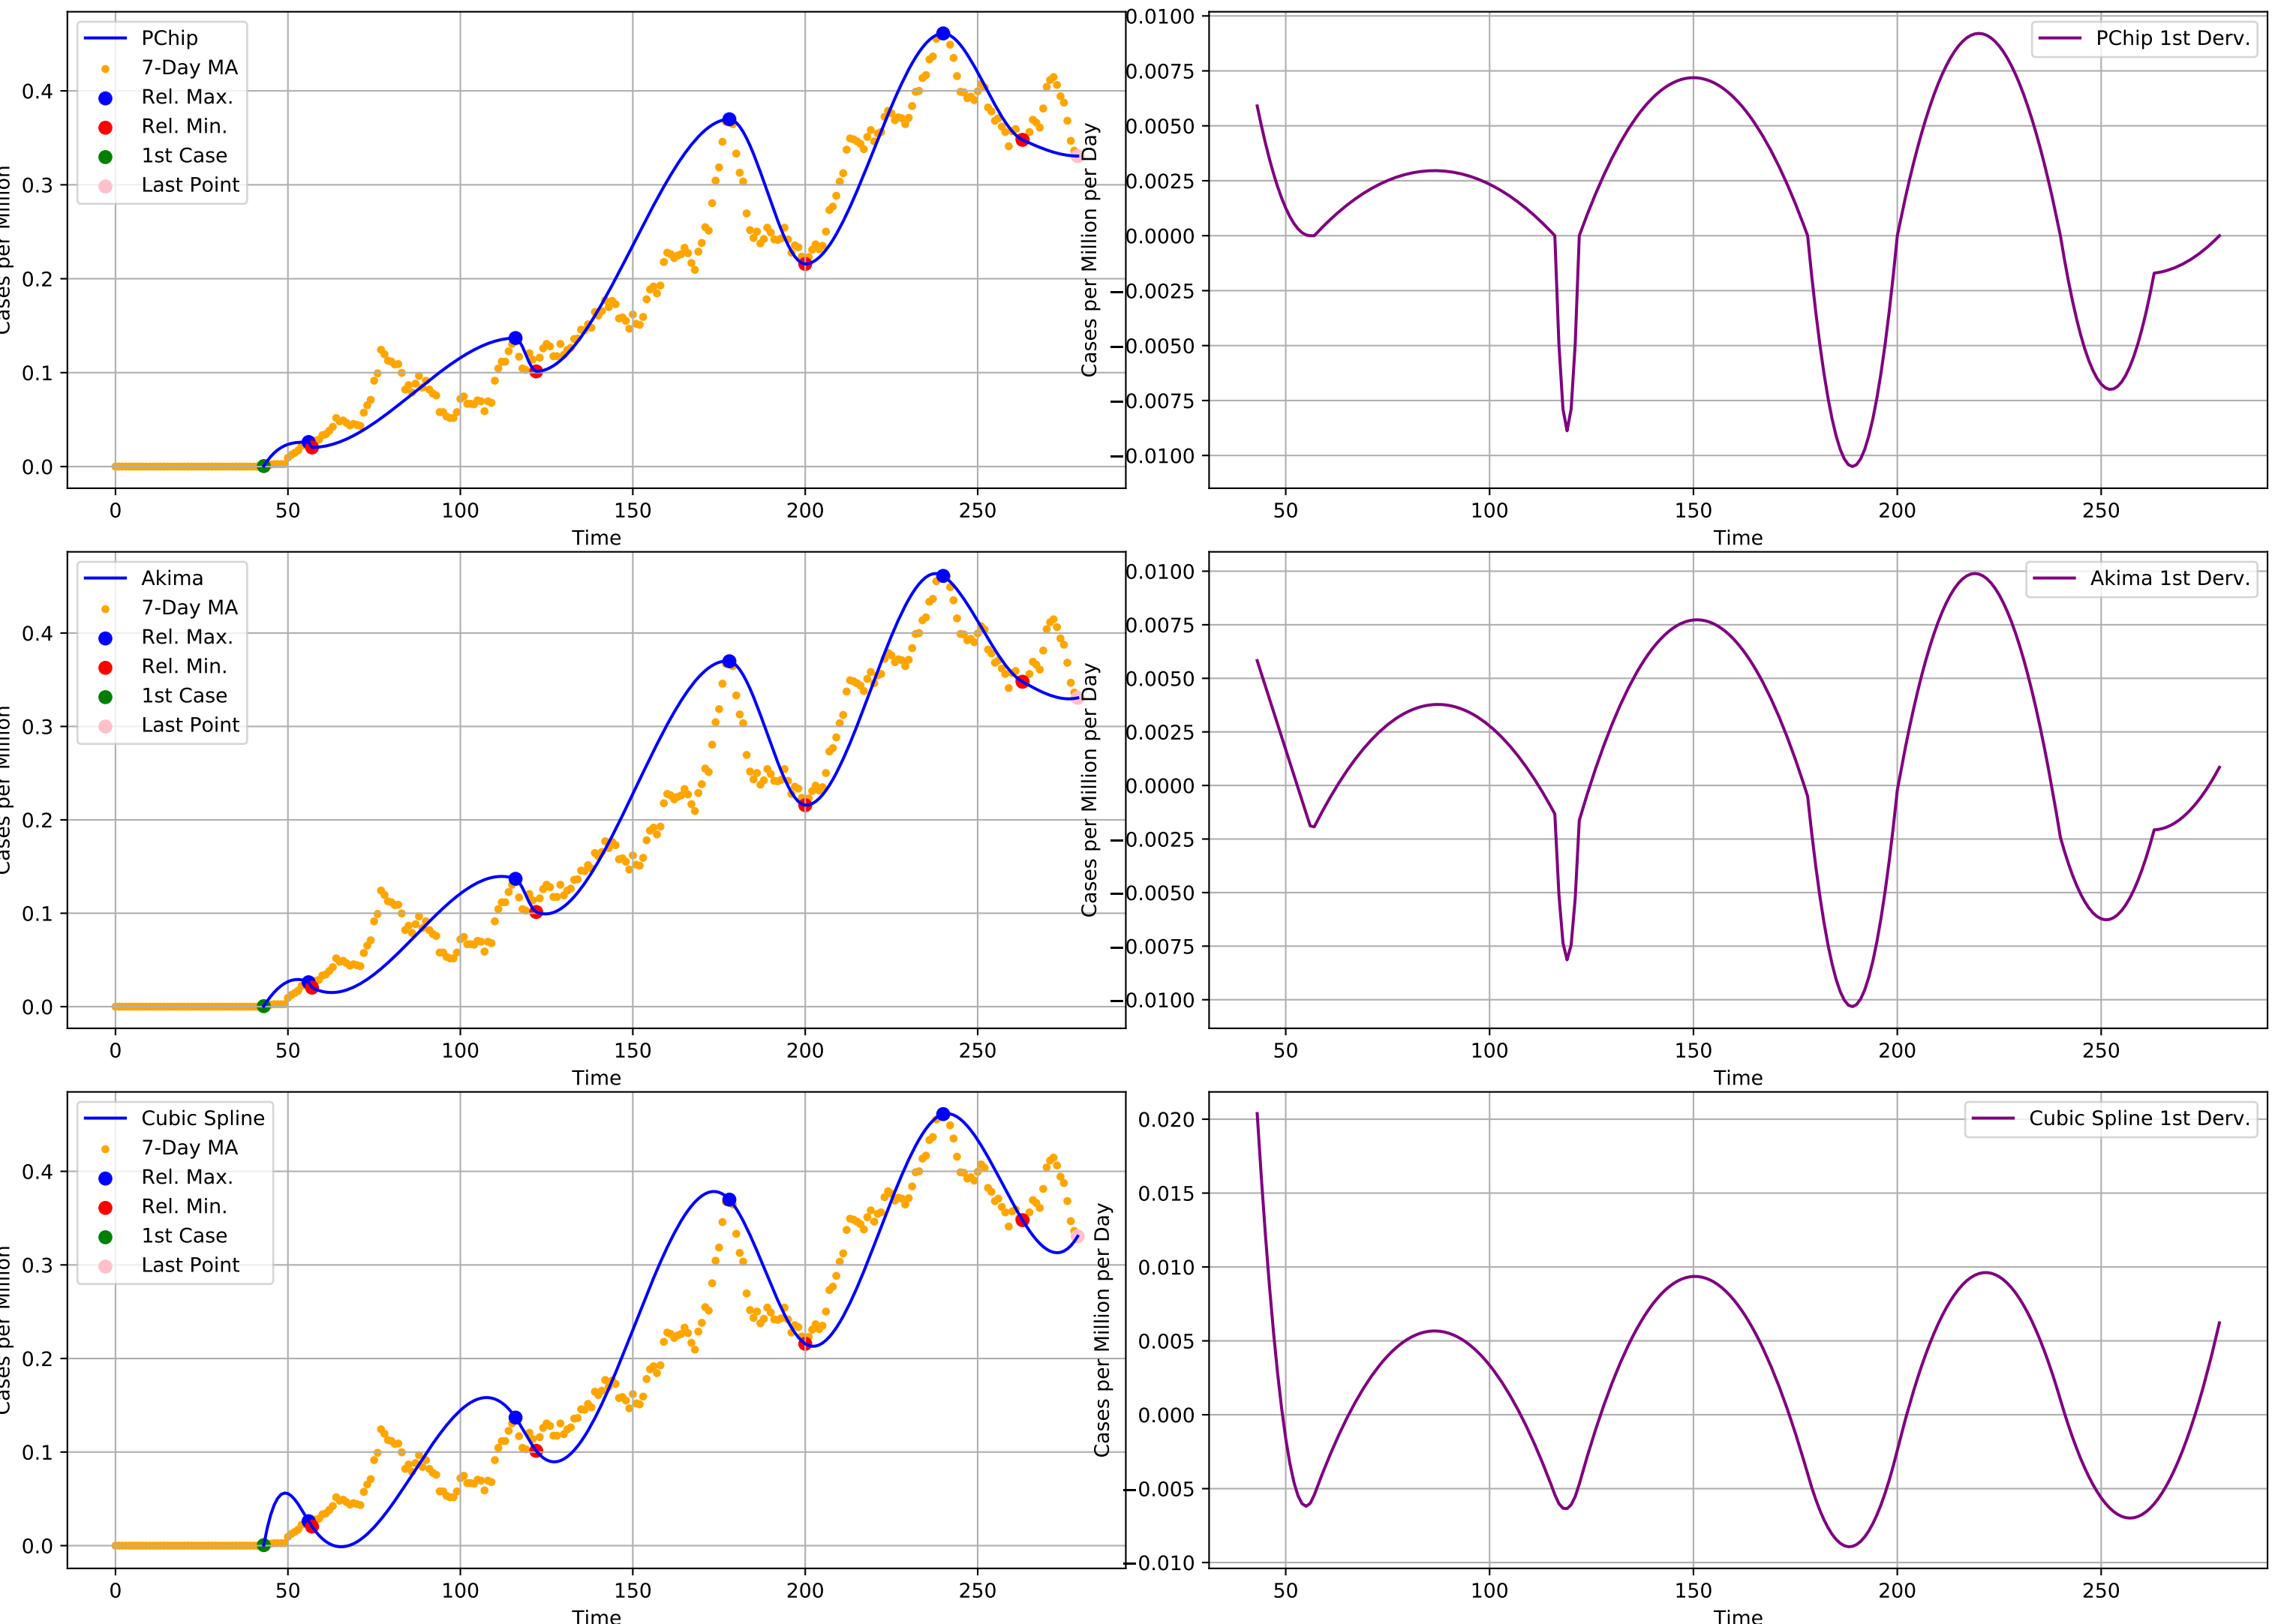 PChip
7-Day MA
Rel. Max.
Rel. Min.
1st Case
Last Point
0.4
0.3
0.2
0.1
0.0
Cases per Million
0
50
100
150
200
250
Time
PChip 1st Derv.
0.0100
0.0075
0.0050
0.0025
0.0000
−0.0025
−0.0050
−0.0075
−0.0100
Cases per Million per Day
50
100
150
200
250
Time
Akima
7-Day MA
Rel. Max.
Rel. Min.
1st Case
Last Point
0.4
0.3
0.2
0.1
0.0
Cases per Million
0
50
100
150
200
250
Time
Akima 1st Derv.
0.0100
0.0075
0.0050
0.0025
0.0000
−0.0025
−0.0050
−0.0075
−0.0100
Cases per Million per Day
50
100
150
200
250
Time
Cubic Spline
7-Day MA
Rel. Max.
Rel. Min.
1st Case
Last Point
0.4
0.3
0.2
0.1
0.0
Cases per Million
0
50
100
150
200
250
Time
Cubic Spline 1st Derv.
0.020
0.015
0.010
0.005
0.000
−0.005
−0.010
Cases per Million per Day
50
100
150
200
250
Time